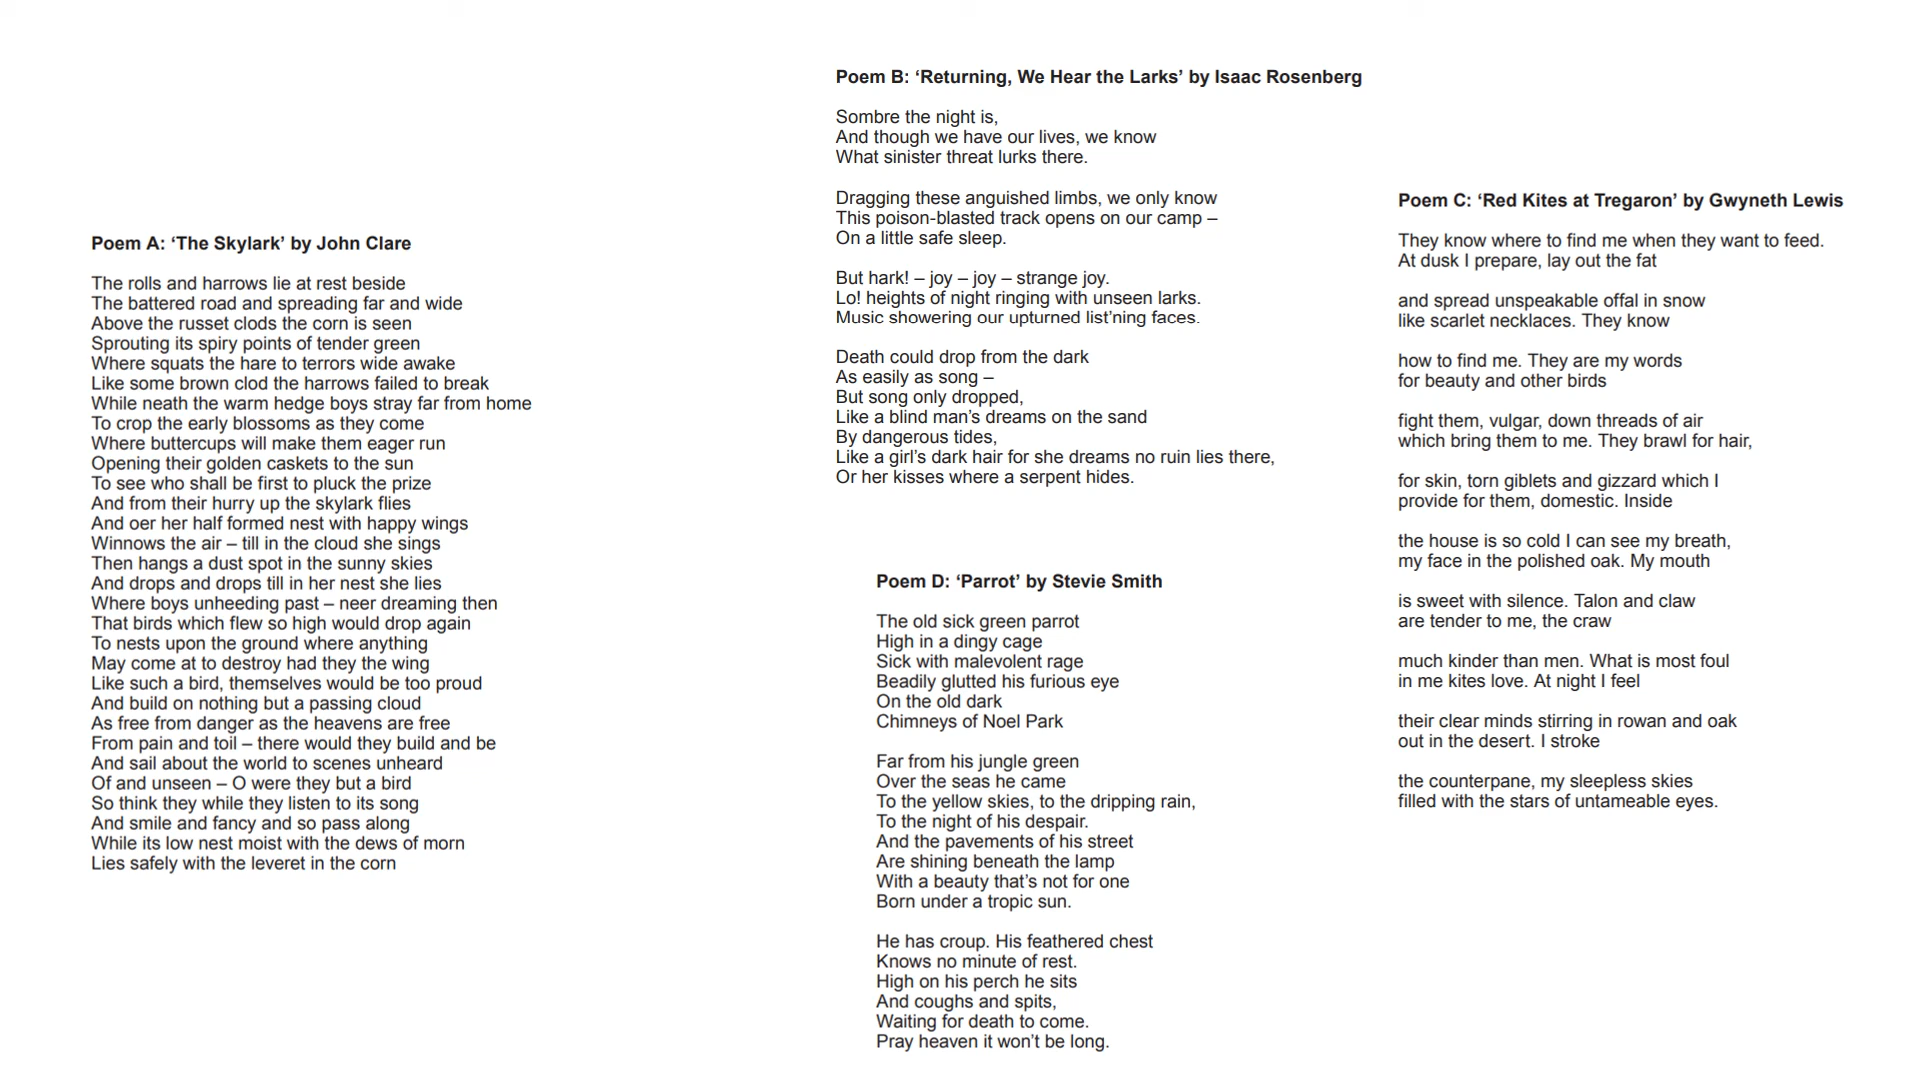 Poem A: ‘The Skylark’ by John Clare
The rolls and harrows lie at rest beside
The battered road and spreading far and wide
Above the russet clods the corn is seen
Sprouting its spiry points of tender green
Where squats the hare to terrors wide awake
Like some brown clod the harrows failed to break
While neath the warm hedge boys stray far from home
To crop the early blossoms as they come
Where buttercups will make them eager run
Opening their golden caskets to the sun
To see who shall be first to pluck the prize
And from their hurry up the skylark flies
And oer her half formed nest with happy wings
Winnows the air – till in the cloud she sings
Then hangs a dust spot in the sunny skies
And drops and drops till in her nest she lies
Where boys unheeding past – neer dreaming then
That birds which flew so high would drop again
To nests upon the ground where anything
May come at to destroy had they the wing
Like such a bird, themselves would be too proud
And build on nothing but a passing cloud
As free from danger as the heavens are free
From pain and toil – there would they build and be
And sail about the world to scenes unheard
Of and unseen – O were they but a bird
So think they while they listen to its song
And smile and fancy and so pass along
While its low nest moist with the dews of morn
Lies safely with the leveret in the corn
Poem B: ‘Returning, We Hear the Larks’ by Isaac Rosenberg
Sombre the night is,
And though we have our lives, we know
What sinister threat lurks there.
Dragging these anguished limbs, we only know
This poison-blasted track opens on our camp –
On a little safe sleep.
But hark! – joy – joy – strange joy.
Lo! heights of night ringing with unseen larks.
Music showering our upturned list’ning faces.
Death could drop from the dark
As easily as song –
But song only dropped,
Like a blind man’s dreams on the sand
By dangerous tides,
Like a girl’s dark hair for she dreams no ruin lies there,
Or her kisses where a serpent hides.
Poem C: ‘Red Kites at Tregaron’ by Gwyneth Lewis
They know where to find me when they want to feed.
At dusk I prepare, lay out the fat
and spread unspeakable offal in snow
like scarlet necklaces. They know
how to find me. They are my words
for beauty and other birds
fight them, vulgar, down threads of air
which bring them to me. They brawl for hair,
for skin, torn giblets and gizzard which I
provide for them, domestic. Inside
the house is so cold I can see my breath,
my face in the polished oak. My mouth
is sweet with silence. Talon and claw
are tender to me, the craw
much kinder than men. What is most foul
in me kites love. At night I feel
their clear minds stirring in rowan and oak
out in the desert. I stroke
the counterpane, my sleepless skies
filled with the stars of untameable eyes.
Poem D: ‘Parrot’ by Stevie Smith
The old sick green parrot
High in a dingy cage
Sick with malevolent rage
Beadily glutted his furious eye
On the old dark
Chimneys of Noel Park
Far from his jungle green
Over the seas he came
To the yellow skies, to the dripping rain,
To the night of his despair.
And the pavements of his street
Are shining beneath the lamp
With a beauty that’s not for one
Born under a tropic sun.
He has croup. His feathered chest
Knows no minute of rest.
High on his perch he sits
And coughs and spits,
Waiting for death to come.
Pray heaven it won’t be long.